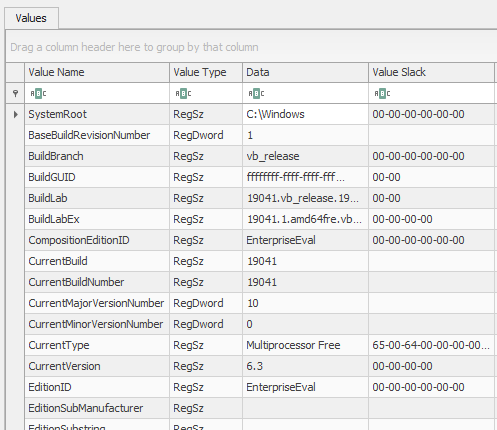 Values
Drag a column header here to group by that column
Value Name Value Type Data Value Slack
ABC ABC ABC ABC
SystemRoot RegSz C:\Windows 00-00-00-00-00-00
BaseBuildRevisionNumber RegDword 1
BuildBranch RegSz vb_release 00-00-00-00-00-00
BuildGUID RegSz ffffffff-ffff-ffff-fff... 00-00
BuildLab RegSz 19041.vb_release.19... 00-00
BuildLabEx RegSz 19041.1.amd64fre.vb... 00-00-00-00
CompositionEditionID RegSz EnterpriseEval 00-00-00-00-00-00
CurrentBuild RegSz 19041
CurrentBuildNumber RegSz 19041
CurrentMajorVersionNumber RegDword 10
CurrentMinorVersionNumber RegDword 0
CurrentType RegSz Multiprocessor Free 65-00-64-00-00-00-00...
CurrentVersion RegSz 6.3 00-00-00-00
EditionID RegSz EnterpriseEval 00-00-00-00-00-00
EditionSubManufacturer RegSz
EditionSubstring RegSz